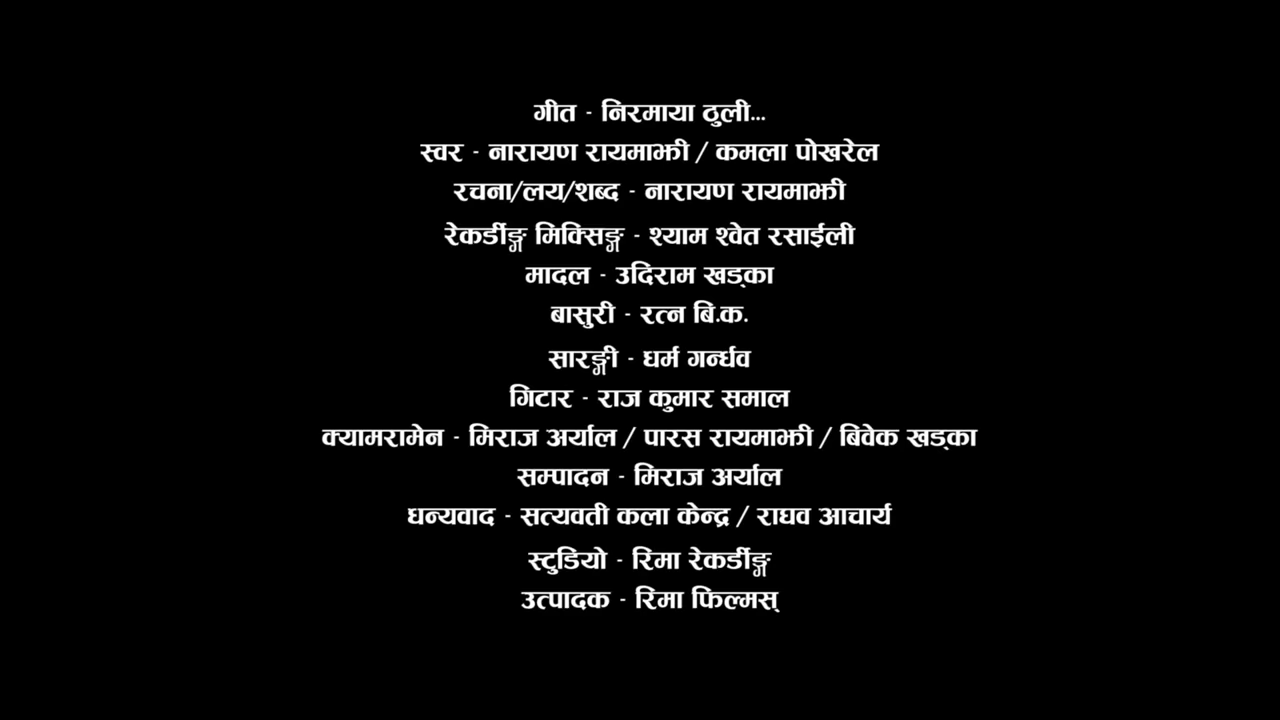 गीत - निरमाया ठुली...
स्वर - नारायण रायमाझी / कमला पोखरेल
रचना/लय/शब्द - नारायण रायमाझी
रेकर्डीङ्ग मिक्सिङ्ग - श्याम श्वेत रसाईली
मादल - उदिराम खड्का
बासुरी - रत्न बि.क.
सारङ्गी - धर्म गर्न्धव
गिटार - राज कुमार समाल
क्यामरामेन - मिराज अर्याल / पारस रायमाझी / बिवेक खड्का
सम्पादन - मिराज अर्याल
धन्यवाद - सत्यवती कला केन्द्र / राघव आचार्य
स्टुडियो - रिमा रेकर्डीङ्ग
उत्पादक - रिमा फिल्मस्